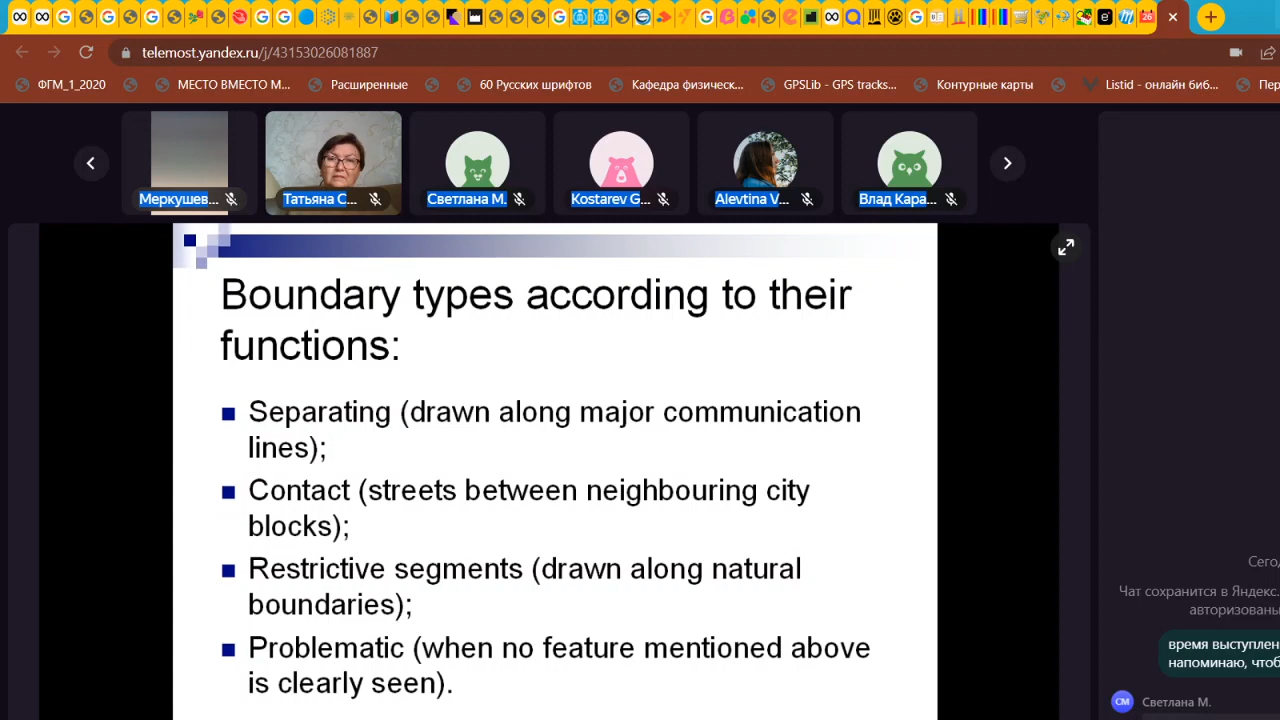 telemost.yandex.ru/j/43153026081887
ФГМ_1_2020
МЕСТО ВМЕСТО М...
Расширенные
60 Русских шрифтов
Кафедра физическ...
GPSLib - GPS tracks...
Контурные карты
Listid - онлайн биб...
Меркушев...
Татьяна С...
Светлана М.
Kostarev G...
Alevtina V...
Влад Кара...
Boundary types according to their
functions:
Separating (drawn along major communication
lines);
Contact (streets between neighbouring city
blocks);
Restrictive segments (drawn along natural
boundaries);
Problematic (when no feature mentioned above
is clearly seen).
Чат сохранится в Яндекс.
время выступлен
напоминаю, чтоб
СМ Светлана М.